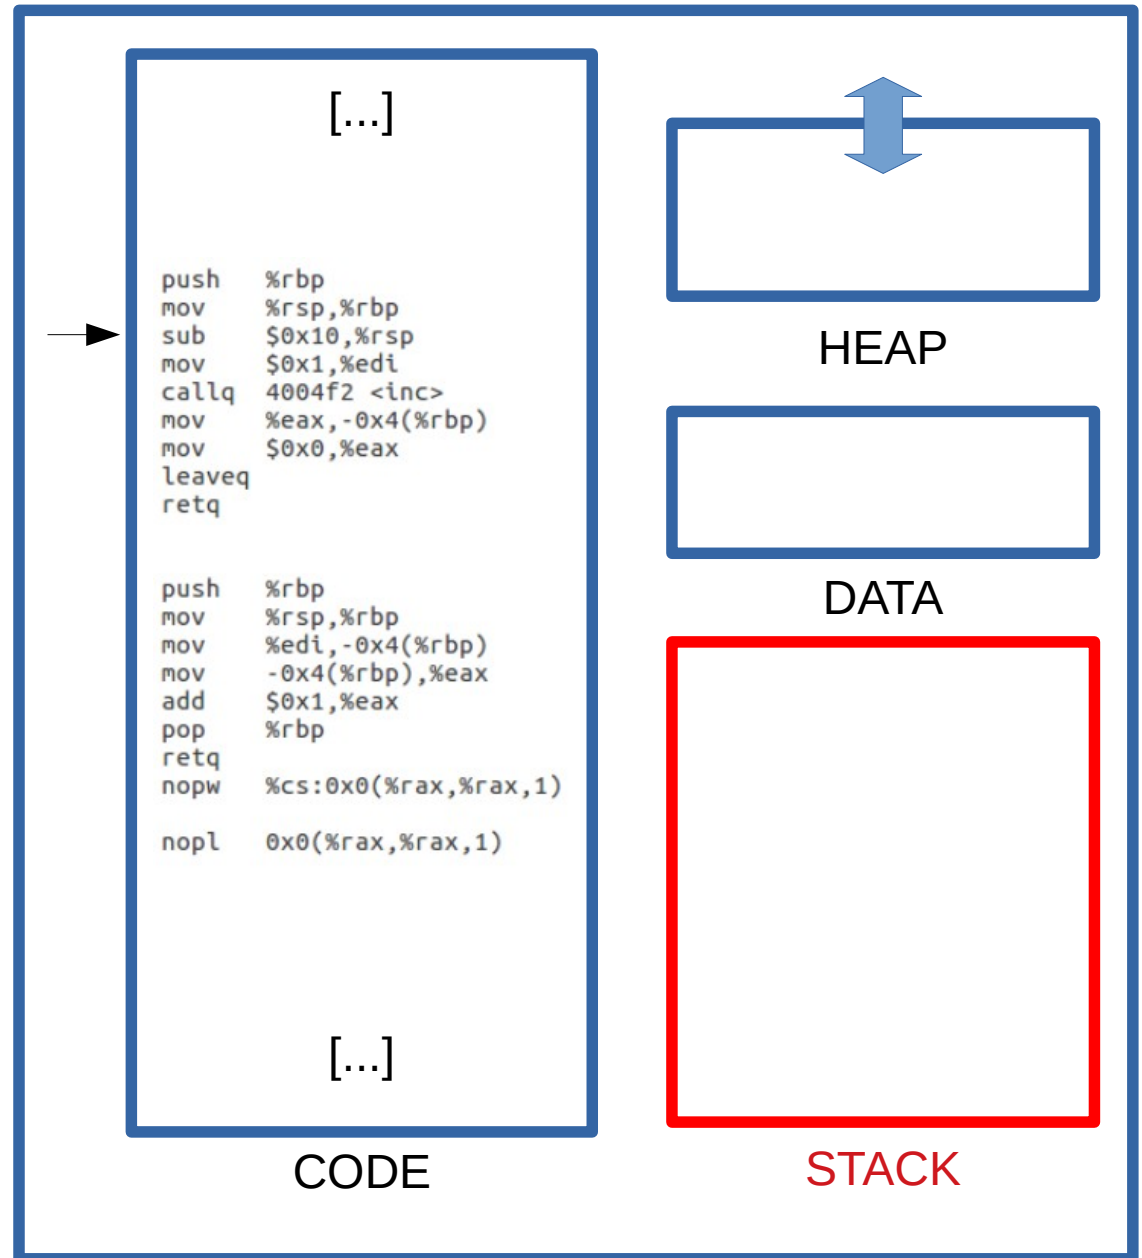 [...]
push %rbp
mov %rsp,%rbp
sub $0x10,%rsp
mov $0x1,%edi
callq 4004f2 <inc>
mov %eax,-0x4(%rbp)
mov $0x0,%eax
leaveq
retq
push %rbp
mov %rsp,%rbp
mov %edi,-0x4(%rbp)
mov -0x4(%rbp),%eax
add $0x1,%eax
pop %rbp
retq
nopw %cs:0x0(%rax,%rax,1)
nopl 0x0(%rax,%rax,1)
[...]
CODE
HEAP
DATA
STACK